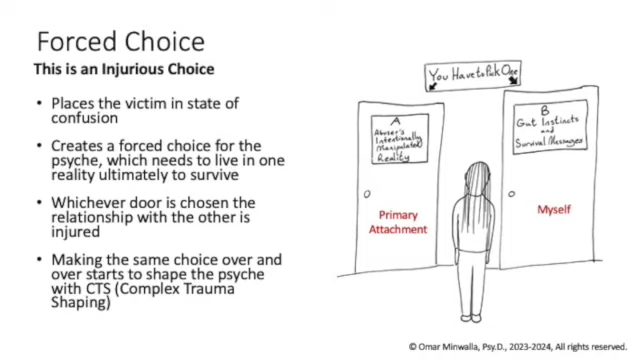 Forced Choice
This is an Injurious Choice
• Places the victim in state of
confusion
• Creates a forced choice for the
psyche, which needs to live in one
reality ultimately to survive
• Whichever door is chosen the
relationship with the other is
injured
• Making the same choice over and
over starts to shape the psyche
with CTS (Complex Trauma
Shaping)
You Have to Pick One
A
Abuser's
Intentionally
Manipulated
Reality
Primary
Attachment
B
Gut Instincts
and
Survival Messages
Myself
© Omar Minwalla, Psy.D., 2023-2024, All rights reserved.